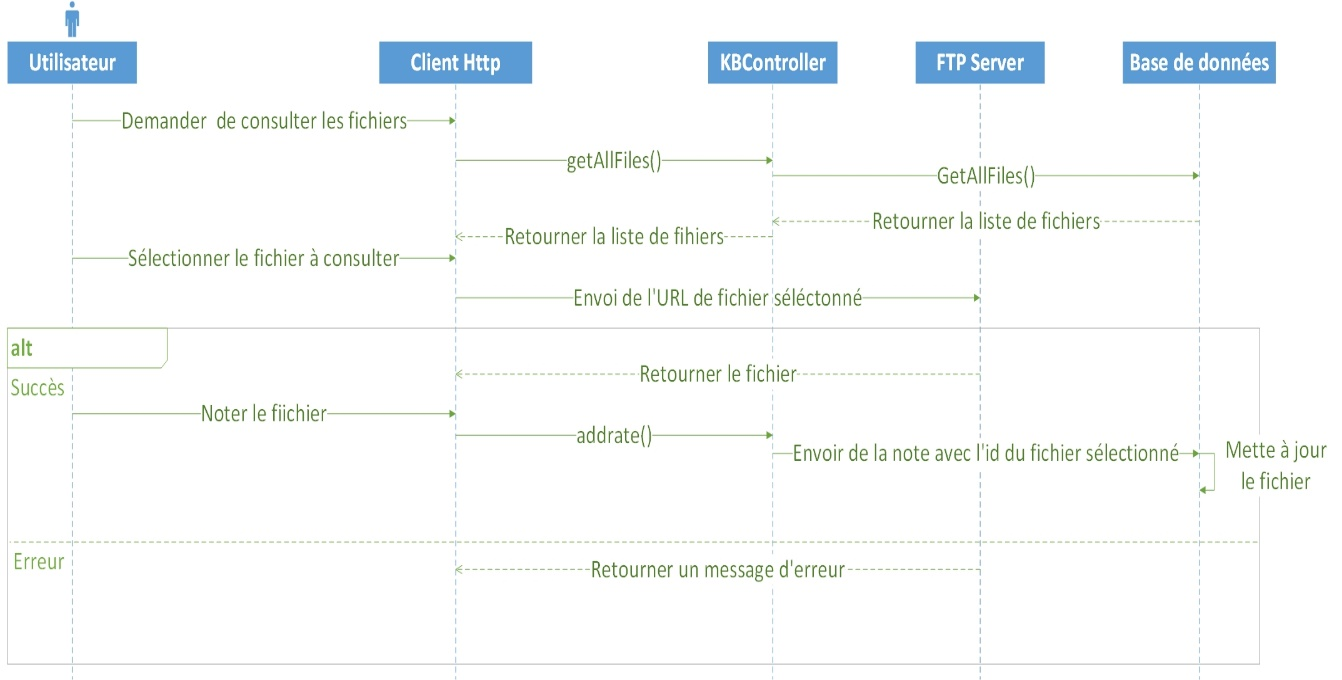 Utilisateur
Client Http
KBController
FTP Server
Base de données
Demander de consulter les fichiers
getAllFiles()
GetAllFiles()
Retourner la liste de fichiers
Retourner la liste de fihiers
Sélectionner le fichier à consulter
Envoi de l'URL de fichier séléctonné
alt
Succès
Retourner le fichier
Noter le fiichier
addrate()
Envoir de la note avec l'id du fichier sélectionné
Mette à jour
le fichier
Erreur
Retourner un message d'erreur